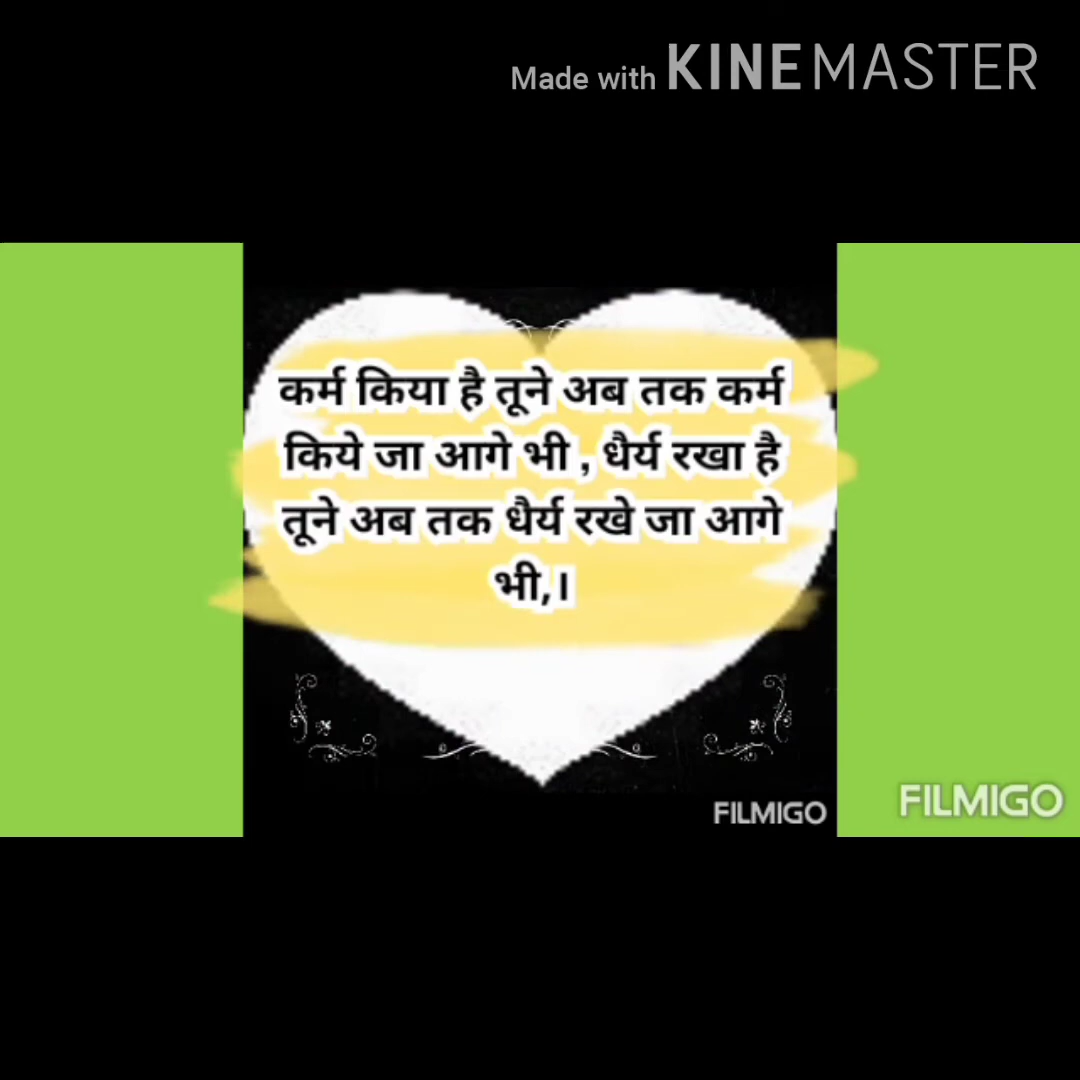 Made with KINEMASTER
कर्म किया है तूने अब तक कर्म
किये जा आगे भी , धैर्य रखा है
तूने अब तक धैर्य रखे जा आगे
भी,।
FILMIGO
FILMIGO